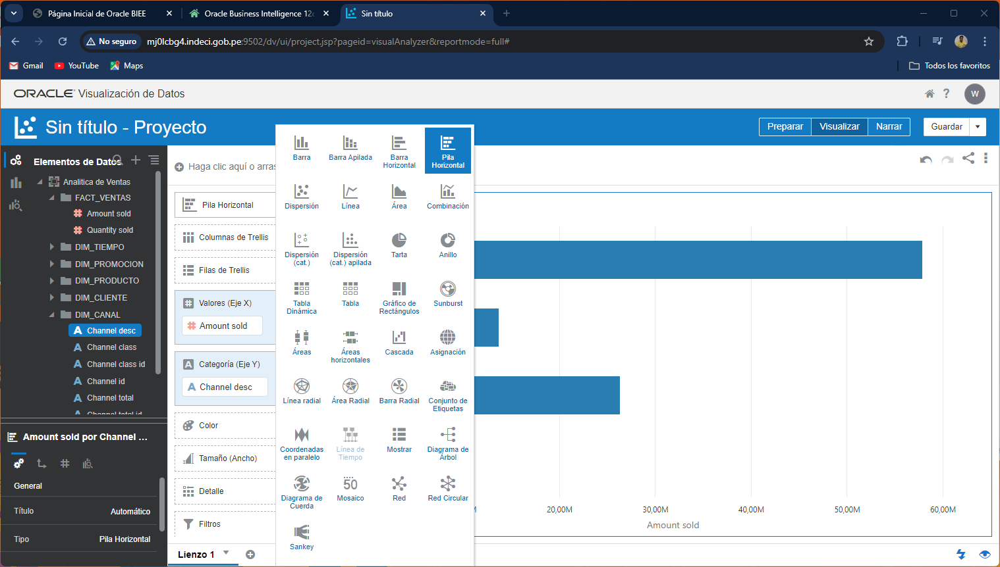 Página Inicial de Oracle BIEE
Oracle Business Intelligence 12c
Sin título
No seguro
mj0lcbg4.indeci.gob.pe:9502/dv/ui/project.jsp?pageid=visualAnalyzer&reportmode=full#
Gmail
YouTube
Maps
Todos los favoritos
ORACLE Visualización de Datos
W
Sin título - Proyecto
Preparar
Visualizar
Narrar
Guardar
Elementos de Datos
Analitica de Ventas
FACT_VENTAS
Amount sold
Quantity sold
DIM_TIEMPO
DIM_PROMOCION
DIM_PRODUCTO
DIM_CLIENTE
DIM_CANAL
Channel desc
Channel class
Channel class id
Channel id
Channel total
Channel total id
Amount sold por Channel ...
General
Título Automático
Tipo Pila Horizontal
Haga clic aquí o arras
Pila Horizontal
Columnas de Trellis
Filas de Trellis
Valores (Eje X)
Amount sold
Categoría (Eje Y)
Channel desc
Color
Tamaño (Ancho)
Detalle
Filtros
Lienzo 1
Barra
Barra Apilada
Barra Horizontal
Pila Horizontal
Dispersión
Línea
Área
Combinación
Dispersión (cat.)
Dispersión (cat.) apilada
Tarta
Anillo
Tabla Dinámica
Tabla
Gráfico de Rectángulos
Sunburst
Áreas
Áreas horizontales
Cascada
Asignación
Línea radial
Área Radial
Barra Radial
Conjunto de Etiquetas
Coordenadas en paralelo
Línea de Tiempo
Mostrar
Diagrama de Árbol
Diagrama de Cuerda
50
Mosaico
Red
Red Circular
Sankey
20,00M
30,00M
40,00M
50,00M
60,00M
Amount sold